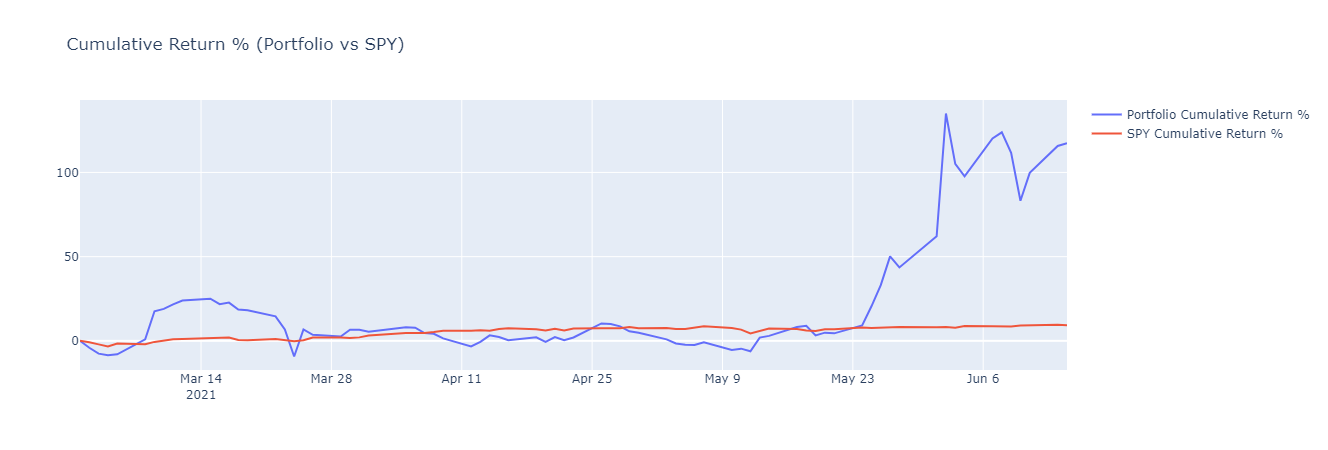 Cumulative Return % (Portfolio vs SPY)
Portfolio Cumulative Return %
SPY Cumulative Return %
100
50
0
Mar 14
2021
Mar 28
Apr 11
Apr 25
May 9
May 23
Jun 6